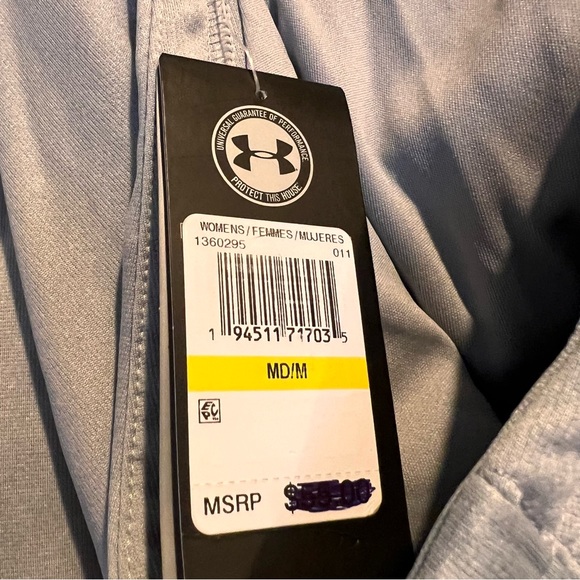 UNIVERSAL GUARANTEE OF PERFORMANCE
PROTECT THIS HOUSE
WOMENS/FEMMES/MUJERES
1360295 011
1 94511 71703 5
MD/M
MSRP